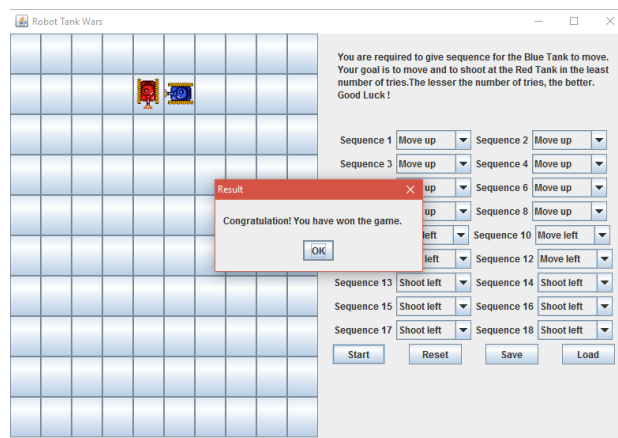 Robot Tank Wars
You are required to give sequence for the Blue Tank to move.
Your goal is to move and to shoot at the Red Tank in the least
number of tries.The lesser the number of tries, the better.
Good Luck !
Sequence 1 Move up Sequence 2 Move up
Sequence 3 Move up Sequence 4 Move up
up Sequence 6 Move up
up Sequence 8 Move up
left Sequence 10 Move left
left Sequence 12 Move left
Sequence 13 Shoot left Sequence 14 Shoot left
Sequence 15 Shoot left Sequence 16 Shoot left
Sequence 17 Shoot left Sequence 18 Shoot left
Start Reset Save Load
Result
Congratulation! You have won the game.
OK